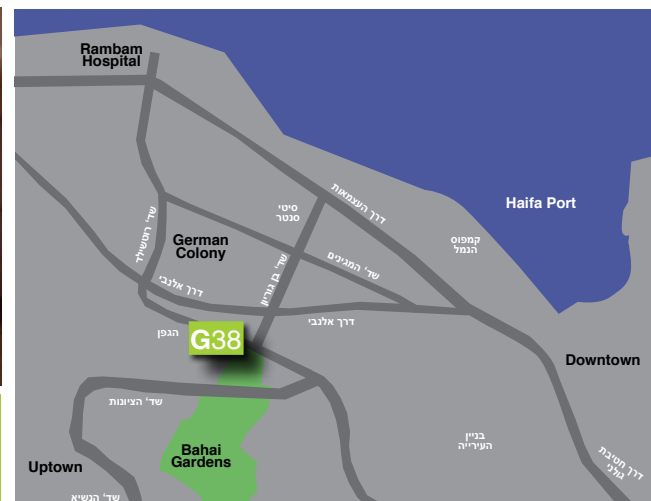 Rambam
Hospital
דרך העצמאות
סיטי
סנטר
Haifa Port
שד' רוטשילד
German
Colony
קמפוס
הנמל
שד' המגינים
שד' בן גוריון
דרך אלנבי
דרך אלנבי
הגפן
G38
Downtown
שד' הציונות
Bahai
Gardens
בניין
העירייה
דרך חטיבת
גולני
Uptown
שד' הנשיא